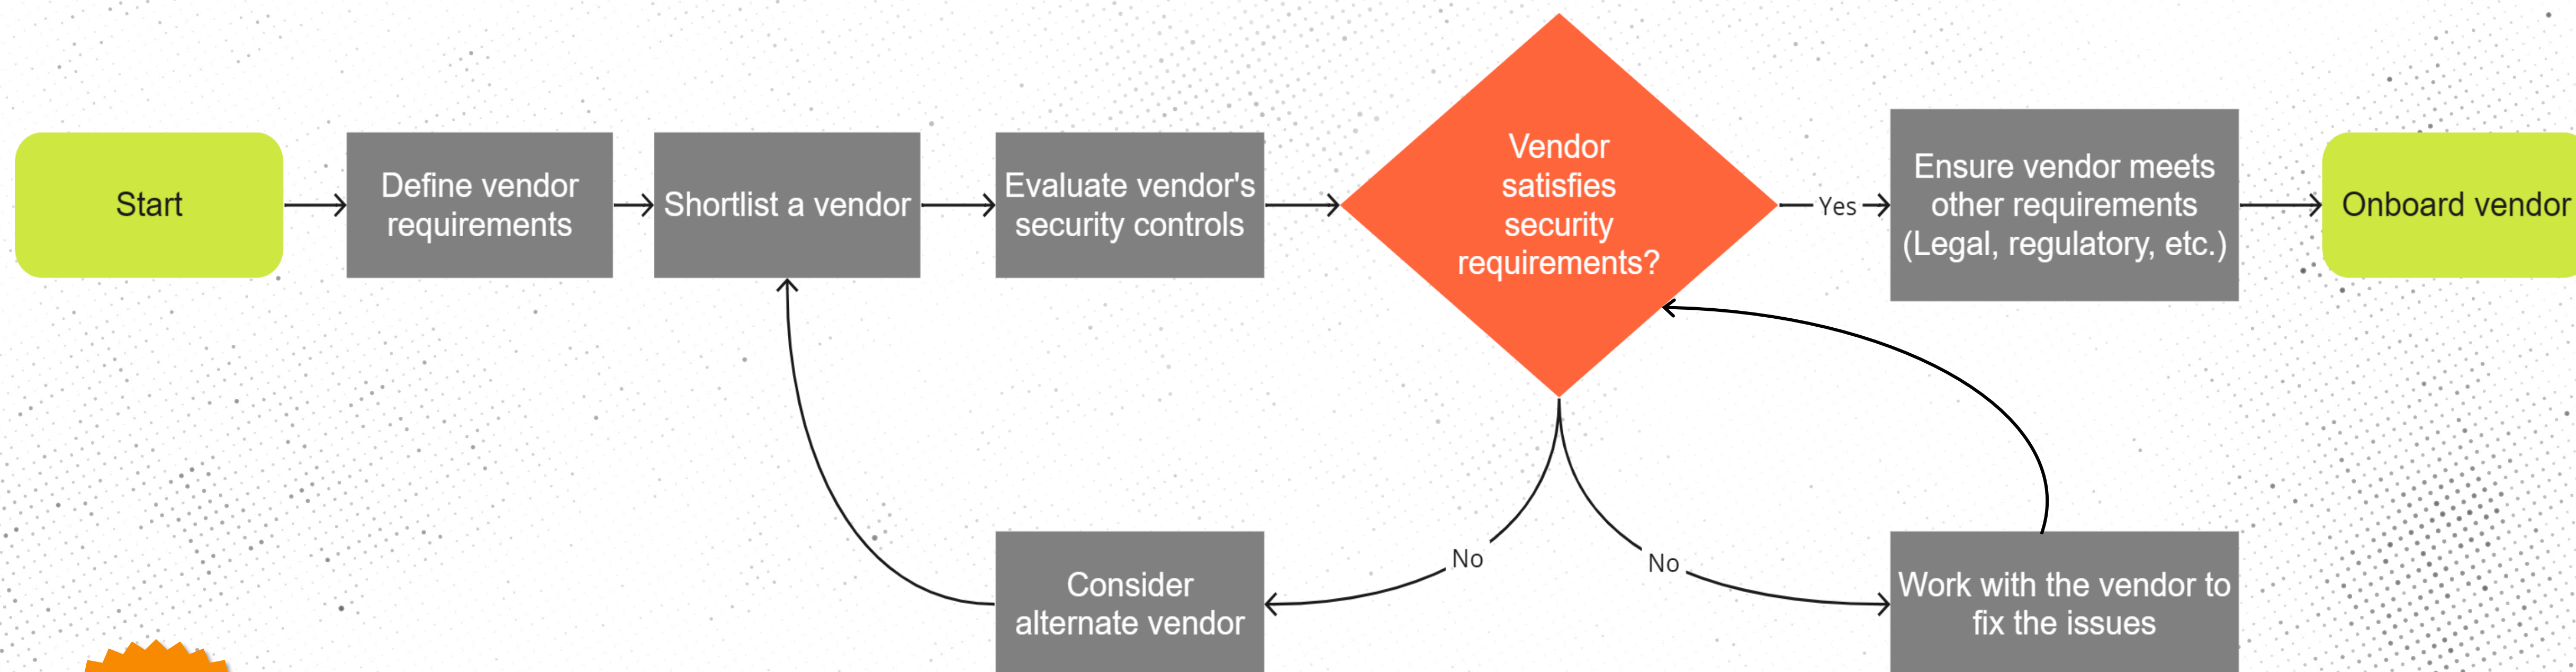 Start
Define vendor
requirements
Shortlist a vendor
Evaluate vendor's
security controls
Vendor
satisfies
security
requirements?
Yes
Ensure vendor meets
other requirements
(Legal, regulatory, etc.)
Onboard vendor
No
No
Consider
alternate vendor
Work with the vendor to
fix the issues